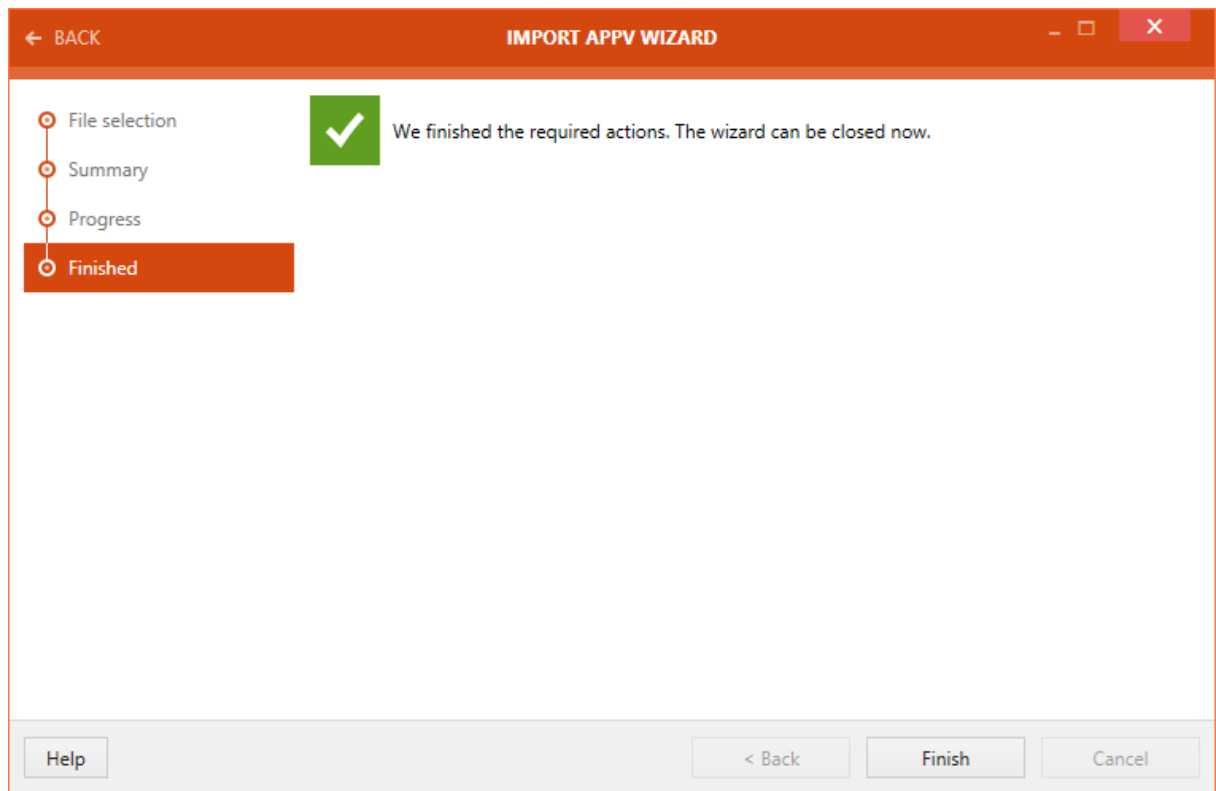 BACK
IMPORT APPV WIZARD
File selection
We finished the required actions. The wizard can be closed now.
Summary
Progress
Finished
Help
< Back
Finish
Cancel